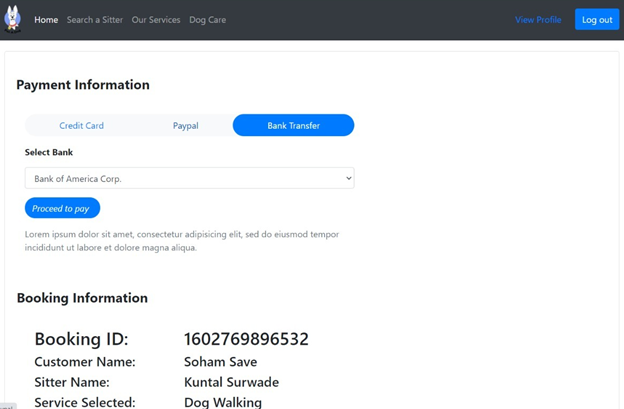 Home Search a Sitter Our Services Dog Care View Profile Log out
Payment Information
Credit Card Paypal Bank Transfer
Select Bank
Bank of America Corp.
Proceed to pay
Lorem ipsum dolor sit amet, consectetur adipisicing elit, sed do eiusmod tempor
incididunt ut labore et dolore magna aliqua.
Booking Information
Booking ID: 1602769896532
Customer Name: Soham Save
Sitter Name: Kuntal Surwade
Service Selected: Dog Walking